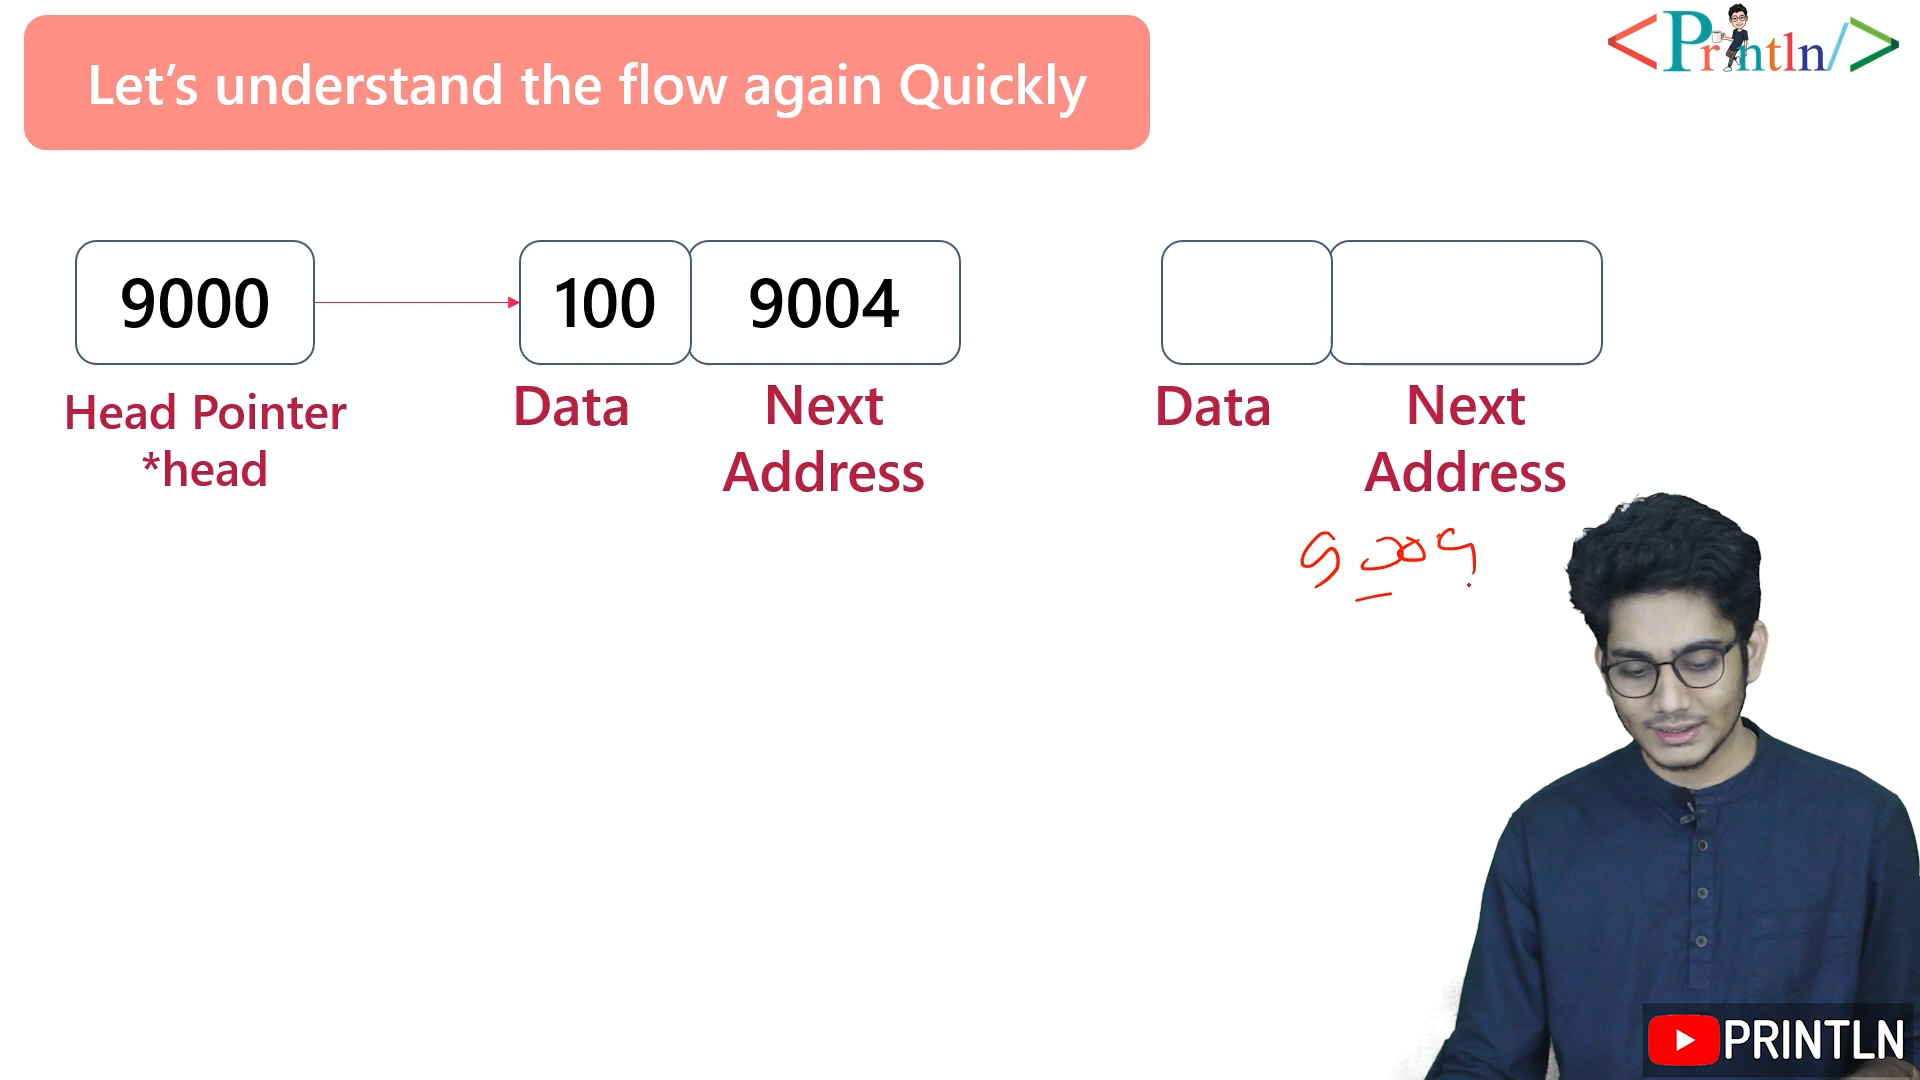 Let's understand the flow again Quickly
<Println/>
9000
100
9004
Head Pointer
*head
Data
Next
Address
Data
Next
Address
9004
PRINTLN